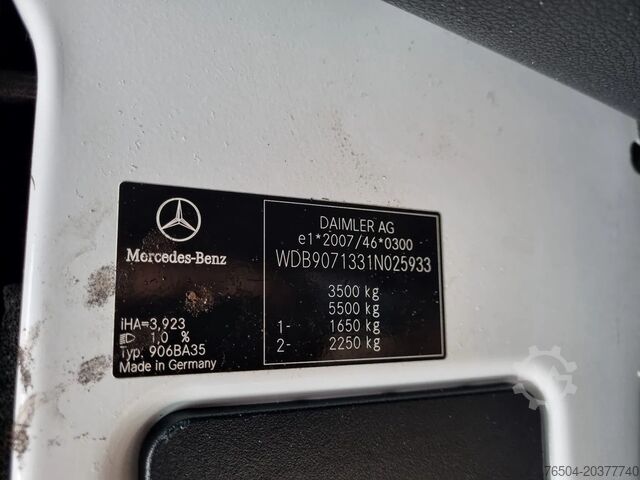 DAIMLER AG
e1*2007/46*0300
WDB9071331N025933
3500 kg
5500 kg
1- 1650 kg
2- 2250 kg
Mercedes-Benz
iHA=3,923
1,0 %
Typ. 906BA35
Made in Germany
76504-20377740